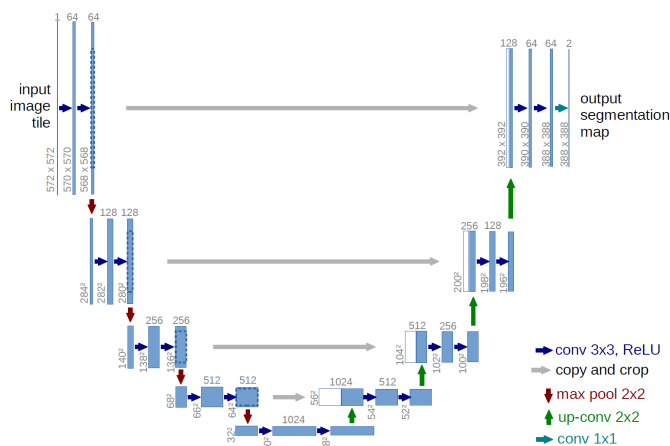 1 64 64
128 64 64 2
input
image
tile
output
segmentation
map
572 x 572
570 x 570
568 x 568
392 x 392
390 x 390
388 x 388
388 x 388
128 128
256 128
284²
282²
280²
200²
198²
196²
256 256
512 256
140²
138²
136²
104²
102²
100²
512 512
1024 512
68²
66²
64²
56²
54²
52²
1024
32²
conv 3x3, ReLU
copy and crop
max pool 2x2
up-conv 2x2
conv 1x1